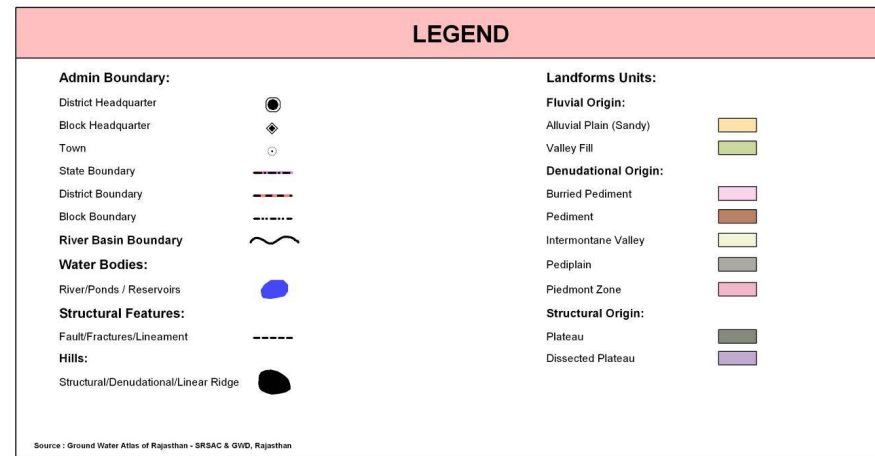 LEGEND
Admin Boundary:
District Headquarter
Block Headquarter
Town
State Boundary
District Boundary
Block Boundary
River Basin Boundary
Water Bodies:
River/Ponds / Reservoirs
Structural Features:
Fault/Fractures/Lineament
Hills:
Structural/Denudational/Linear Ridge
Landforms Units:
Fluvial Origin:
Alluvial Plain (Sandy)
Valley Fill
Denudational Origin:
Burried Pediment
Pediment
Intermontane Valley
Pediplain
Piedmont Zone
Structural Origin:
Plateau
Dissected Plateau
Source : Ground Water Atlas of Rajasthan - SRSAC & GWD, Rajasthan